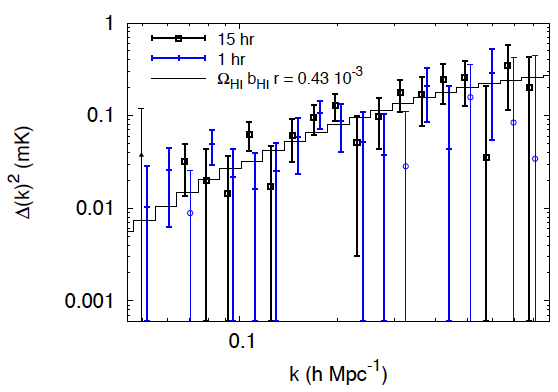 1
0.1
0.01
0.001
Δ(k)² (mK)
15 hr
1 hr
Ω_HI b_HI r = 0.43 10⁻³
0.1
k (h Mpc⁻¹)